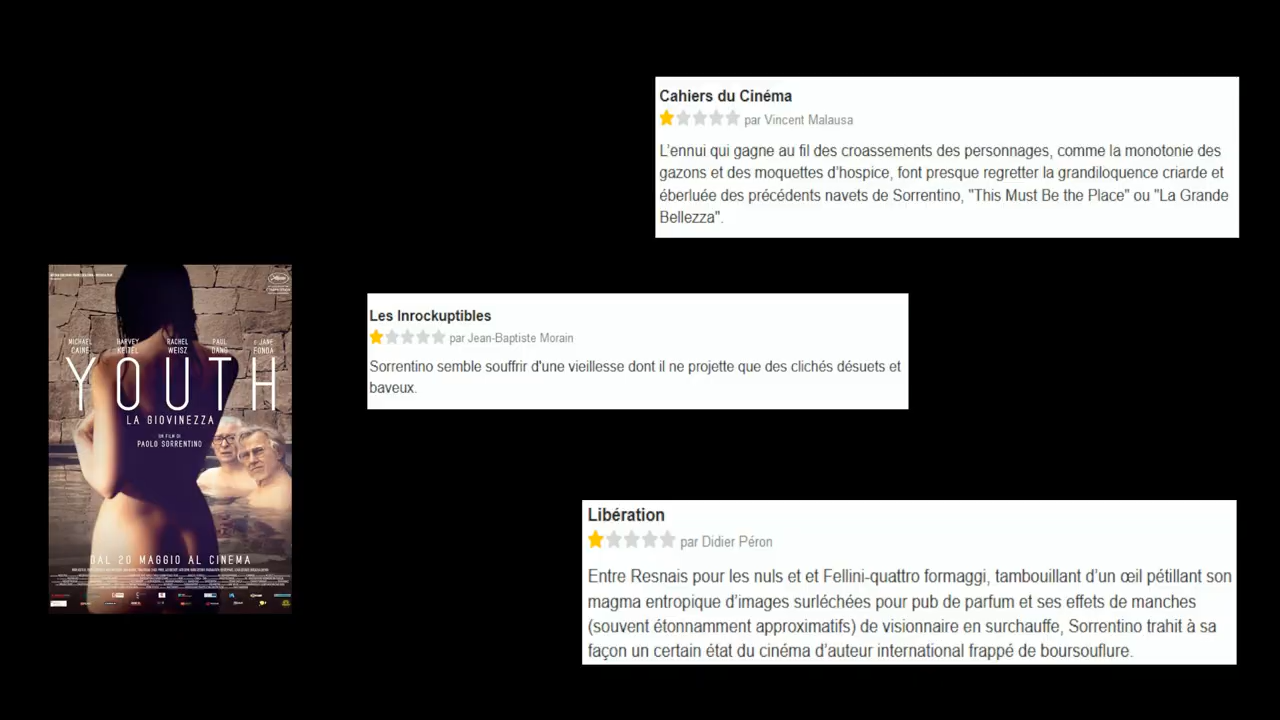 Cahiers du Cinéma
par Vincent Malausa
L'ennui qui gagne au fil des croassements des personnages, comme la monotonie des
gazons et des moquettes d'hospice, font presque regretter la grandiloquence criarde et
éberluée des précédents navets de Sorrentino, "This Must Be the Place" ou "La Grande
Bellezza".
MICHAEL CAINE HARVEY KEITEL RACHEL WEISZ PAUL DANO E JANE FONDA
YOUTH
LA GIOVINEZZA
UN FILM DI
PAOLO SORRENTINO
DAL 20 MAGGIO AL CINEMA
Les Inrockuptibles
par Jean-Baptiste Morain
Sorrentino semble souffrir d'une vieillesse dont il ne projette que des clichés désuets et
baveux.
Libération
par Didier Péron
Entre Resnais pour les nuls et et Fellini-quattro formaggi, tambouillant d'un œil pétillant son
magma entropique d'images surléchées pour pub de parfum et ses effets de manches
(souvent étonnamment approximatifs) de visionnaire en surchauffe, Sorrentino trahit à sa
façon un certain état du cinéma d'auteur international frappé de boursouflure.